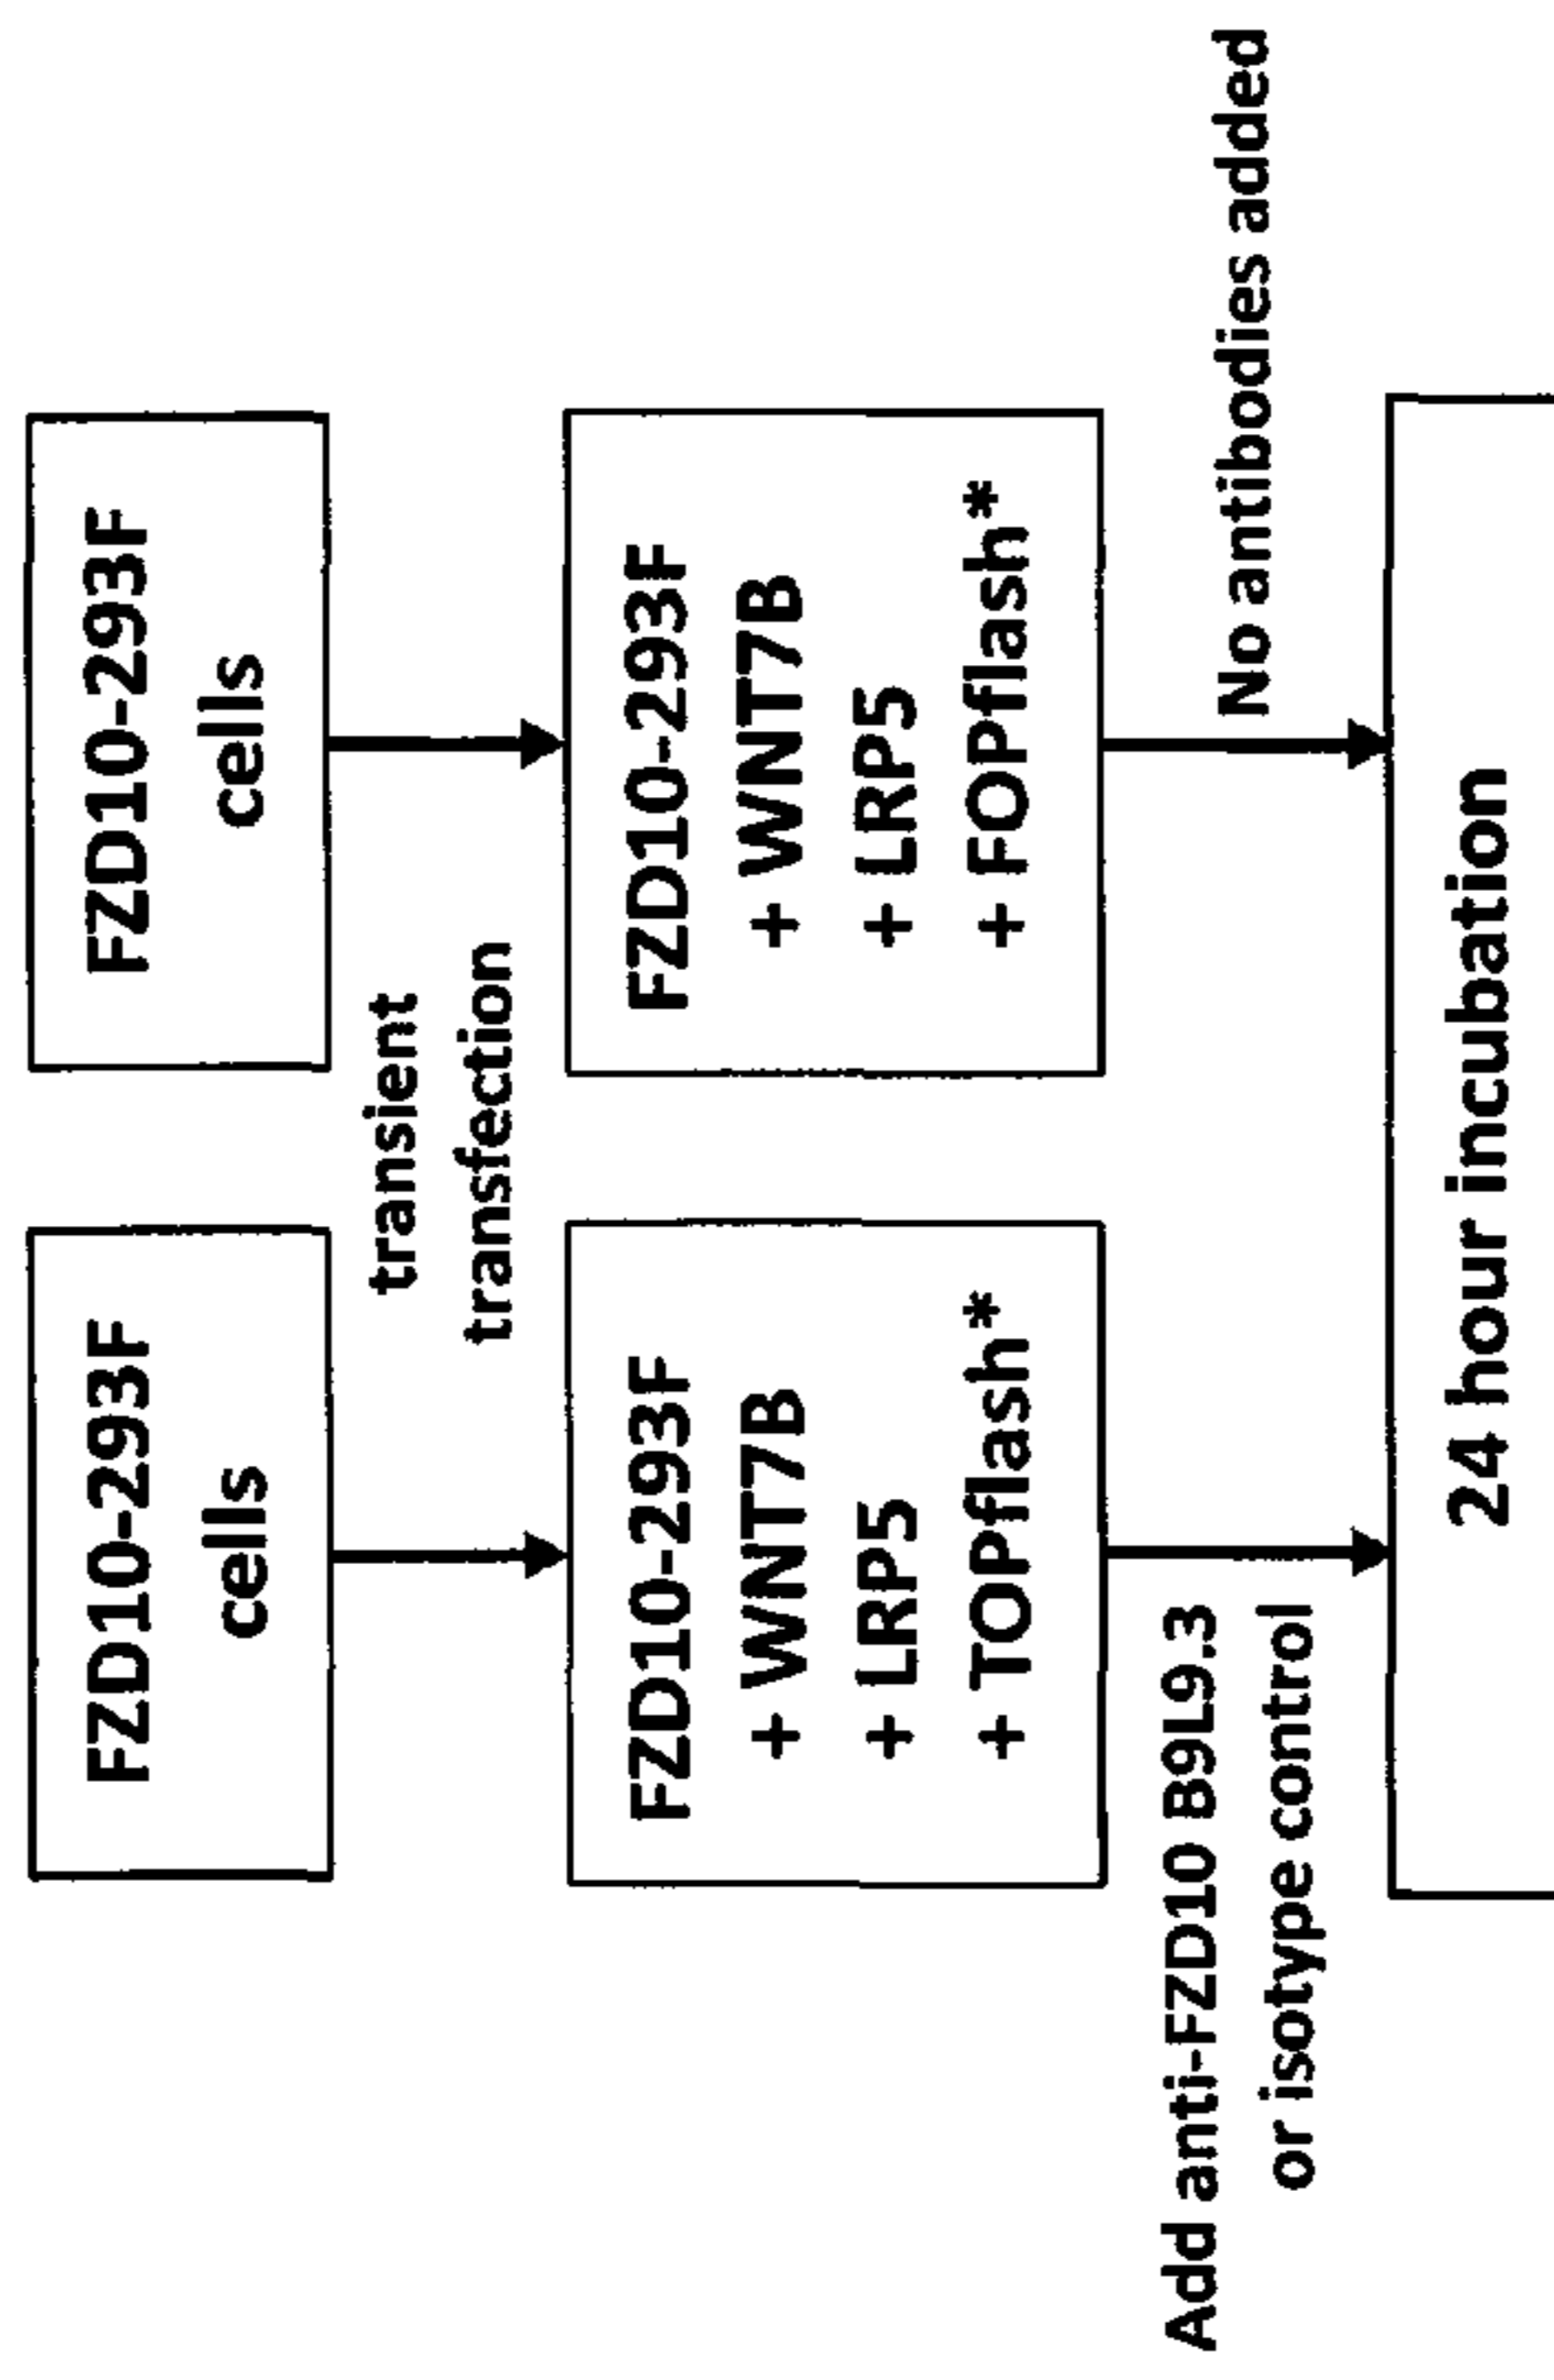 FZD10-293F
cells
FZD10-293F
cells
transient
transfection
FZD10-293F
+ WNT7B
+ LRP5
+ TOPflash*
FZD10-293F
+ WNT7B
+ LRP5
+ FOPflash*
Add anti-FZD10 B9L9.3
or isotype control
No antibodies added
24 hour incubation